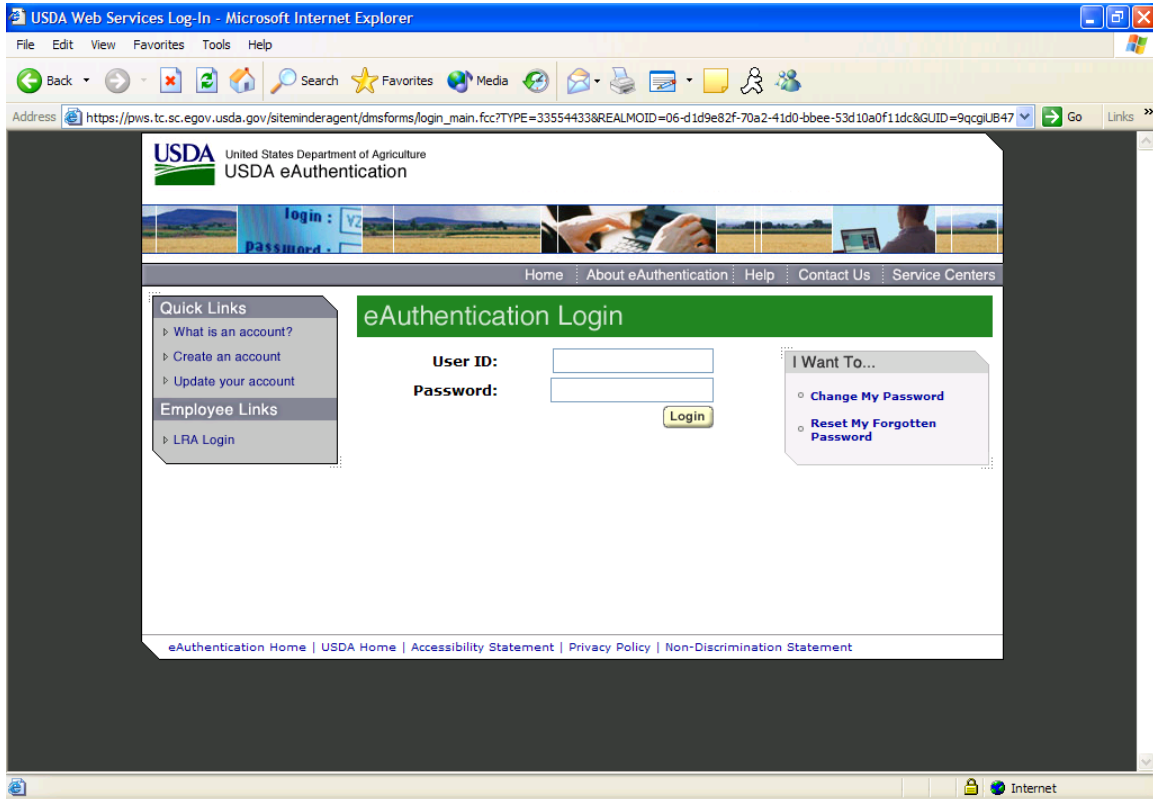 USDA Web Services Log-In - Microsoft Internet Explorer
File Edit View Favorites Tools Help
Back Search Favorites Media
Address https://pws.tc.sc.egov.usda.gov/siteminderagent/dmsforms/login_main.fcc?TYPE=33554433&REALMOID=06-d1d9e82f-70a2-41d0-bbee-53d10a0f11dc&GUID=9qcgiUB47 Go Links »
USDA United States Department of Agriculture
USDA eAuthentication
login : YZ
password :
Home About eAuthentication Help Contact Us Service Centers
Quick Links
What is an account?
Create an account
Update your account
Employee Links
LRA Login
eAuthentication Login
User ID:
Password:
Login
I Want To...
Change My Password
Reset My Forgotten
Password
eAuthentication Home | USDA Home | Accessibility Statement | Privacy Policy | Non-Discrimination Statement
Internet